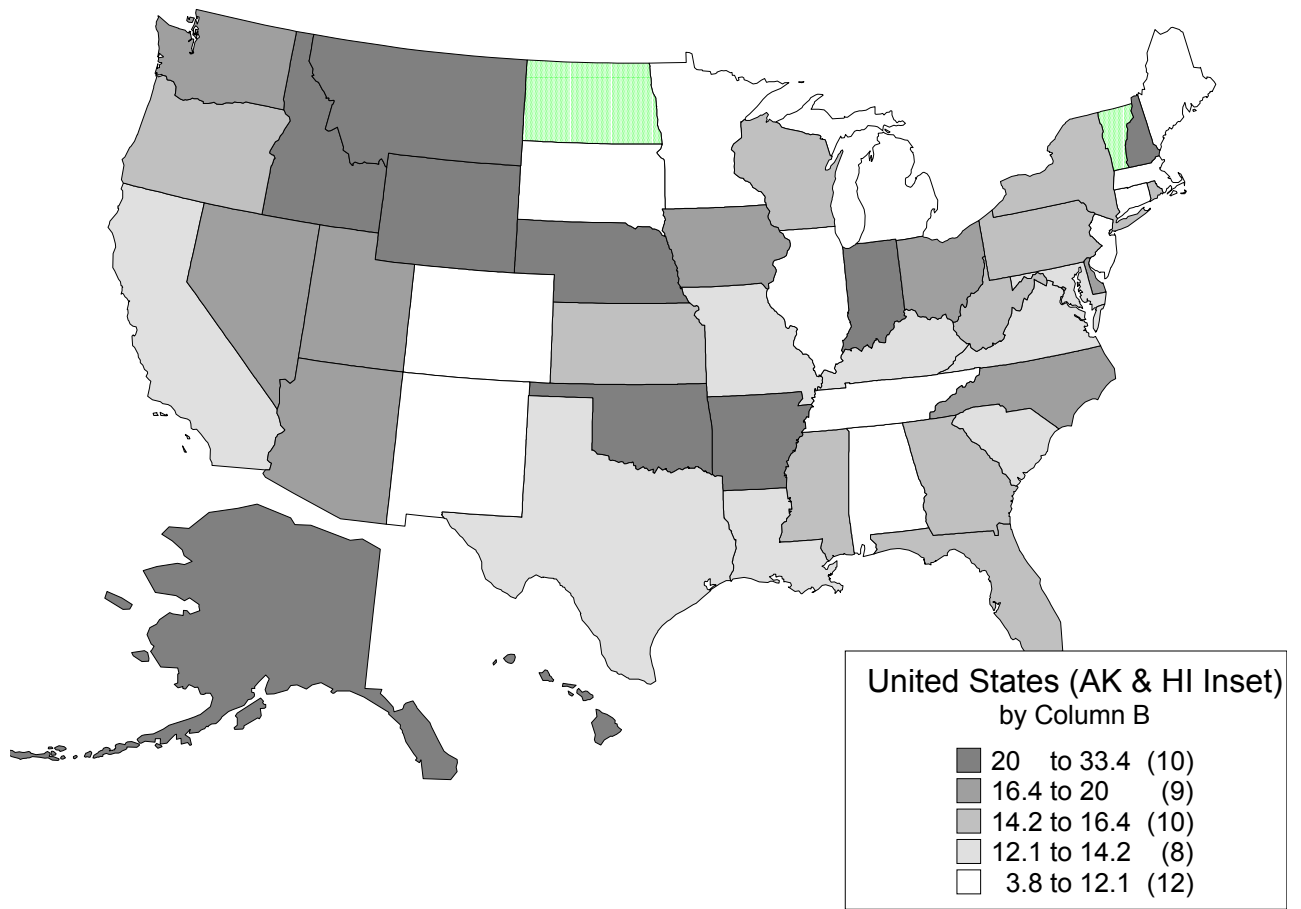 United States (AK & HI Inset)
by Column B
20 to 33.4 (10)
16.4 to 20 (9)
14.2 to 16.4 (10)
12.1 to 14.2 (8)
3.8 to 12.1 (12)